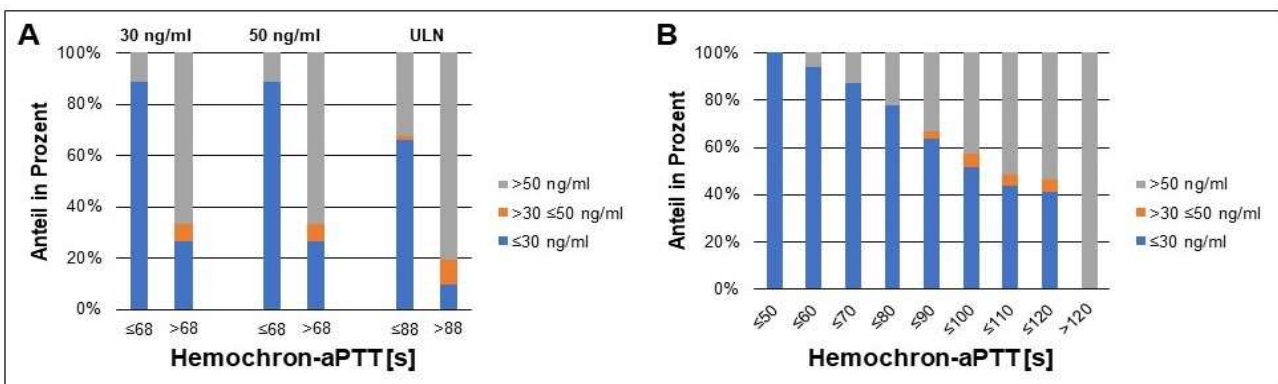 A
30 ng/ml 50 ng/ml ULN
100%
80%
60%
40%
20%
0%
Anteil in Prozent
≤68 >68 ≤68 >68 ≤88 >88
Hemochron-aPTT[s]
>50 ng/ml
>30 ≤50 ng/ml
≤30 ng/ml
B
100%
80%
60%
40%
20%
0%
Anteil in Prozent
≤50 ≤60 ≤70 ≤80 ≤90 ≤100 ≤110 ≤120 >120
Hemochron-aPTT[s]
>50 ng/ml
>30 ≤50 ng/ml
≤30 ng/ml